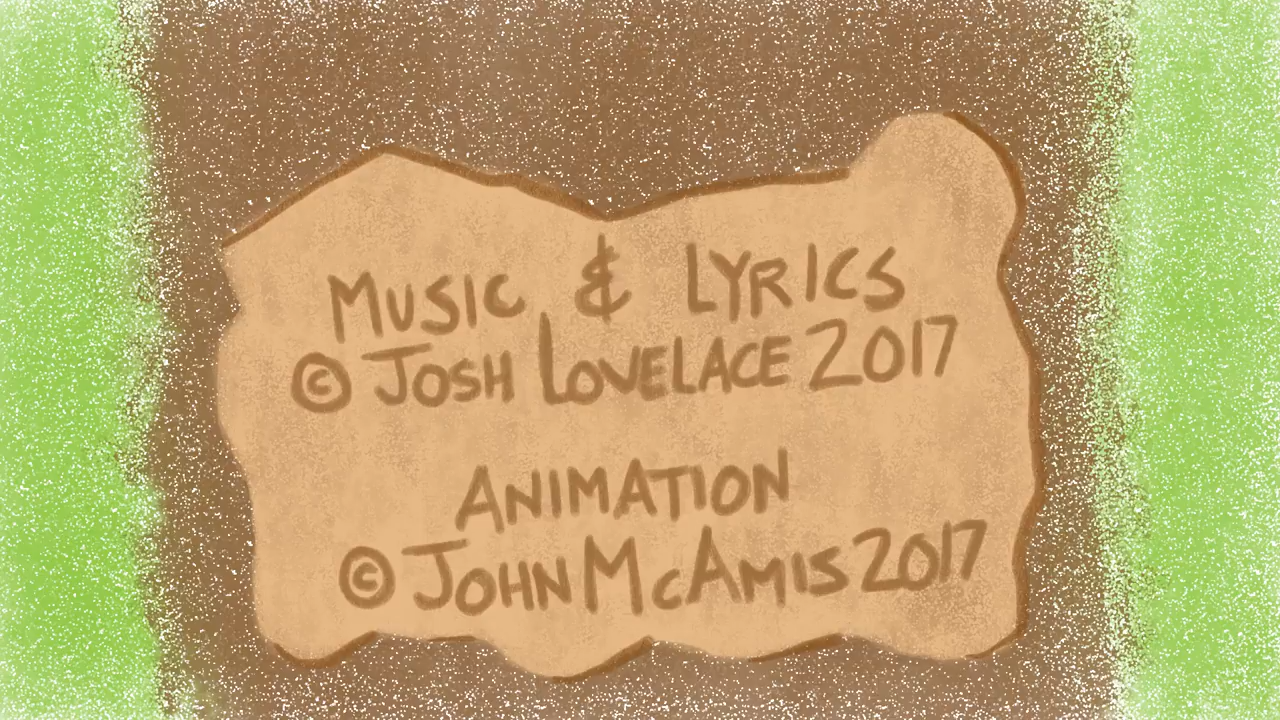 MUSIC & LYRICS
© JOSH LOVELACE 2017
ANIMATION
© JOHN MCAMIS 2017